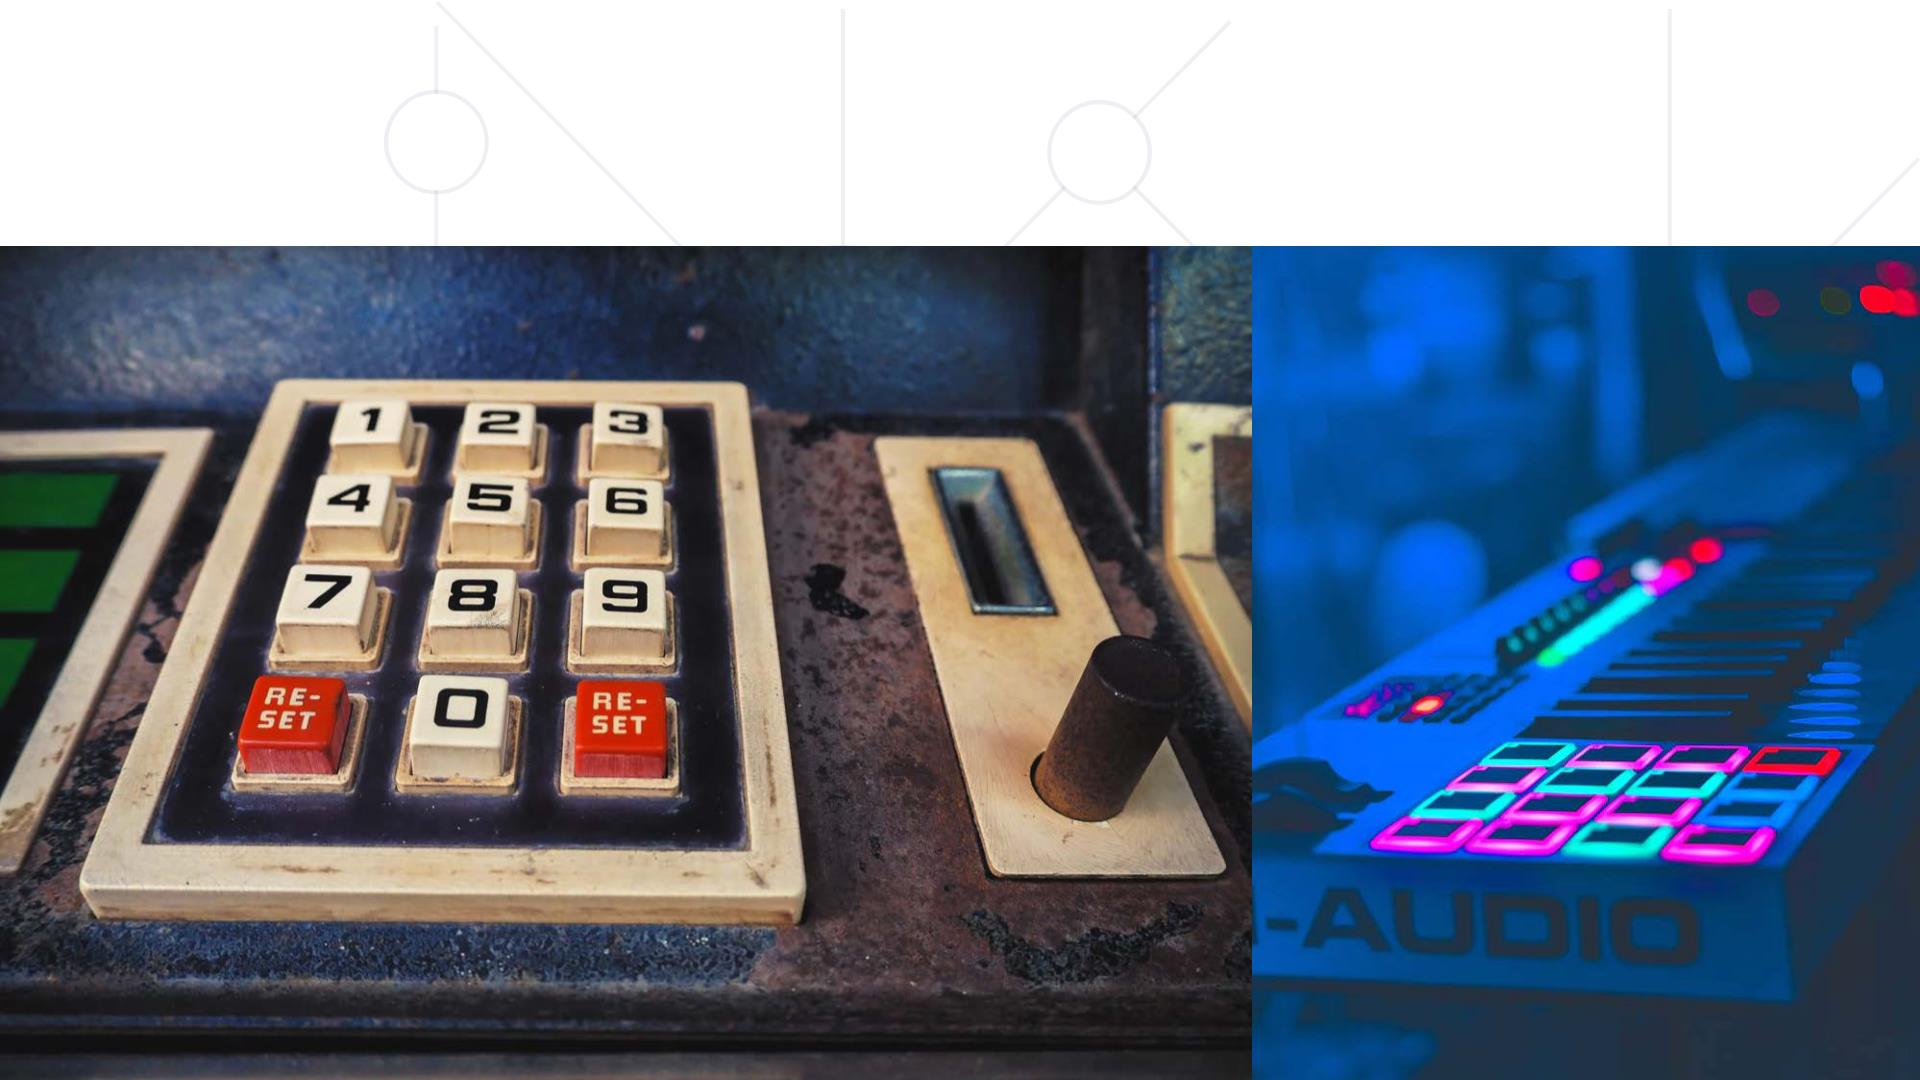 1 2 3
4 5 6
7 8 9
RE-
SET
0
RE-
SET
-AUDIO